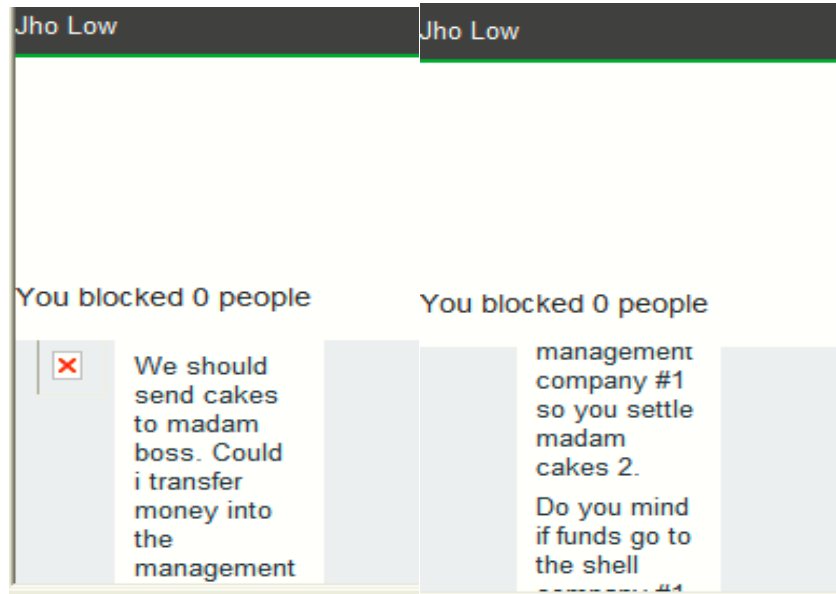 Jho Low
You blocked 0 people
We should
send cakes
to madam
boss. Could
i transfer
money into
the
management
Jho Low
You blocked 0 people
management
company #1
so you settle
madam
cakes 2.
Do you mind
if funds go to
the shell
company #1